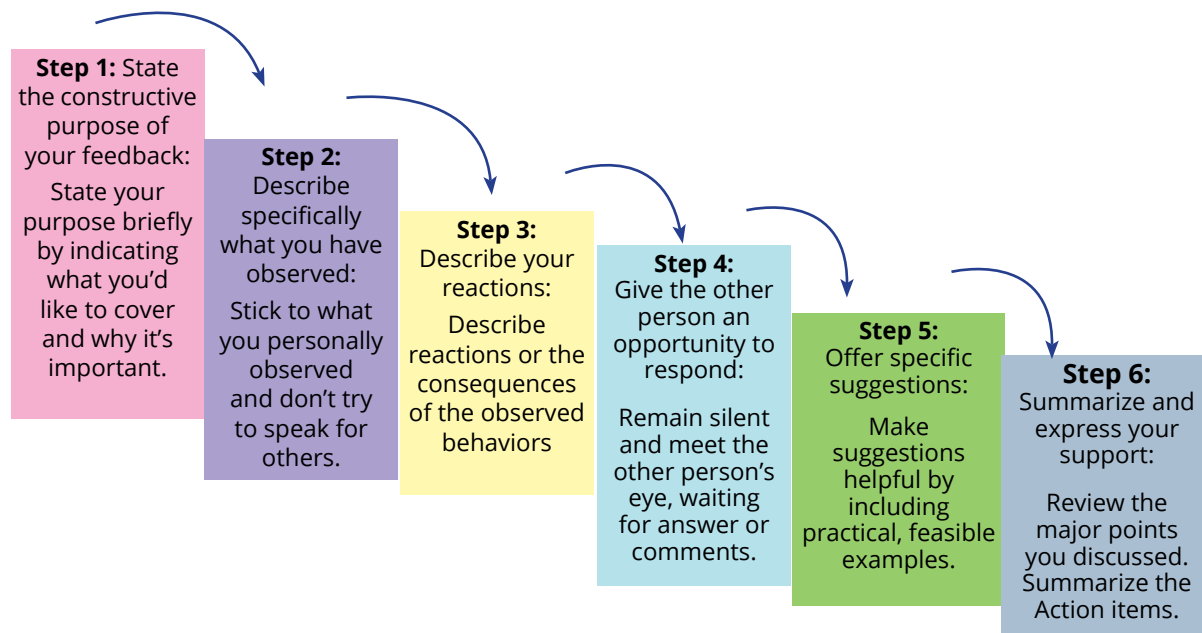 Step 1: State
the constructive
purpose of
your feedback:
State your
purpose briefly
by indicating
what you’d
like to cover
and why it’s
important.
Step 2:
Describe
specifically
what you have
observed:
Stick to what
you personally
observed
and don’t try
to speak for
others.
Step 3:
Describe your
reactions:
Describe
reactions or the
consequences
of the observed
behaviors
Step 4:
Give the other
person an
opportunity to
respond:
Remain silent
and meet the
other person’s
eye, waiting
for answer or
comments.
Step 5:
Offer specific
suggestions:
Make
suggestions
helpful by
including
practical, feasible
examples.
Step 6:
Summarize and
express your
support:
Review the
major points
you discussed.
Summarize the
Action items.